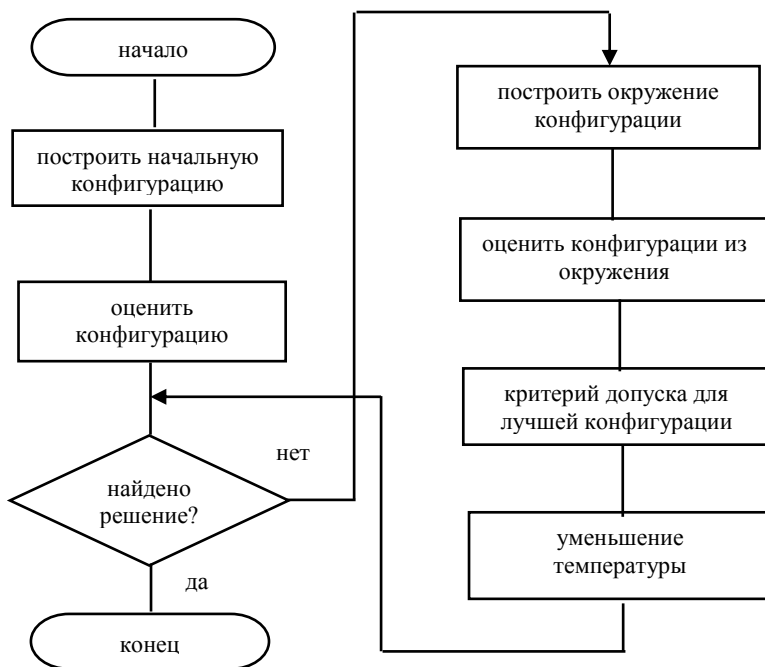 начало
построить начальную
конфигурацию
оценить
конфигурацию
найдено
решение?
нет
да
конец
построить окружение
конфигурации
оценить конфигурации из
окружения
критерий допуска для
лучшей конфигурации
уменьшение
температуры